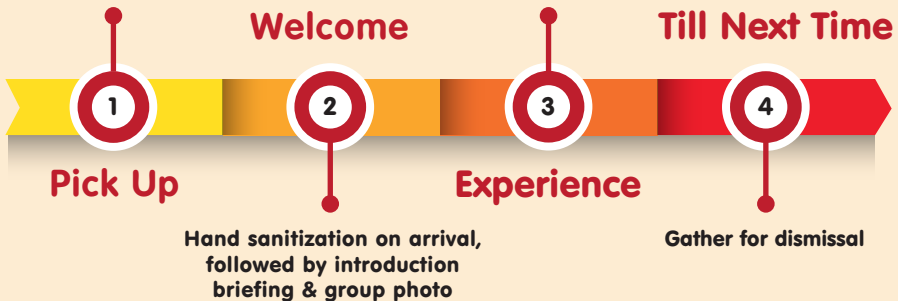 Welcome
Till Next Time
1
2
3
4
Pick Up
Experience
Hand sanitization on arrival,
followed by introduction
briefing & group photo
Gather for dismissal